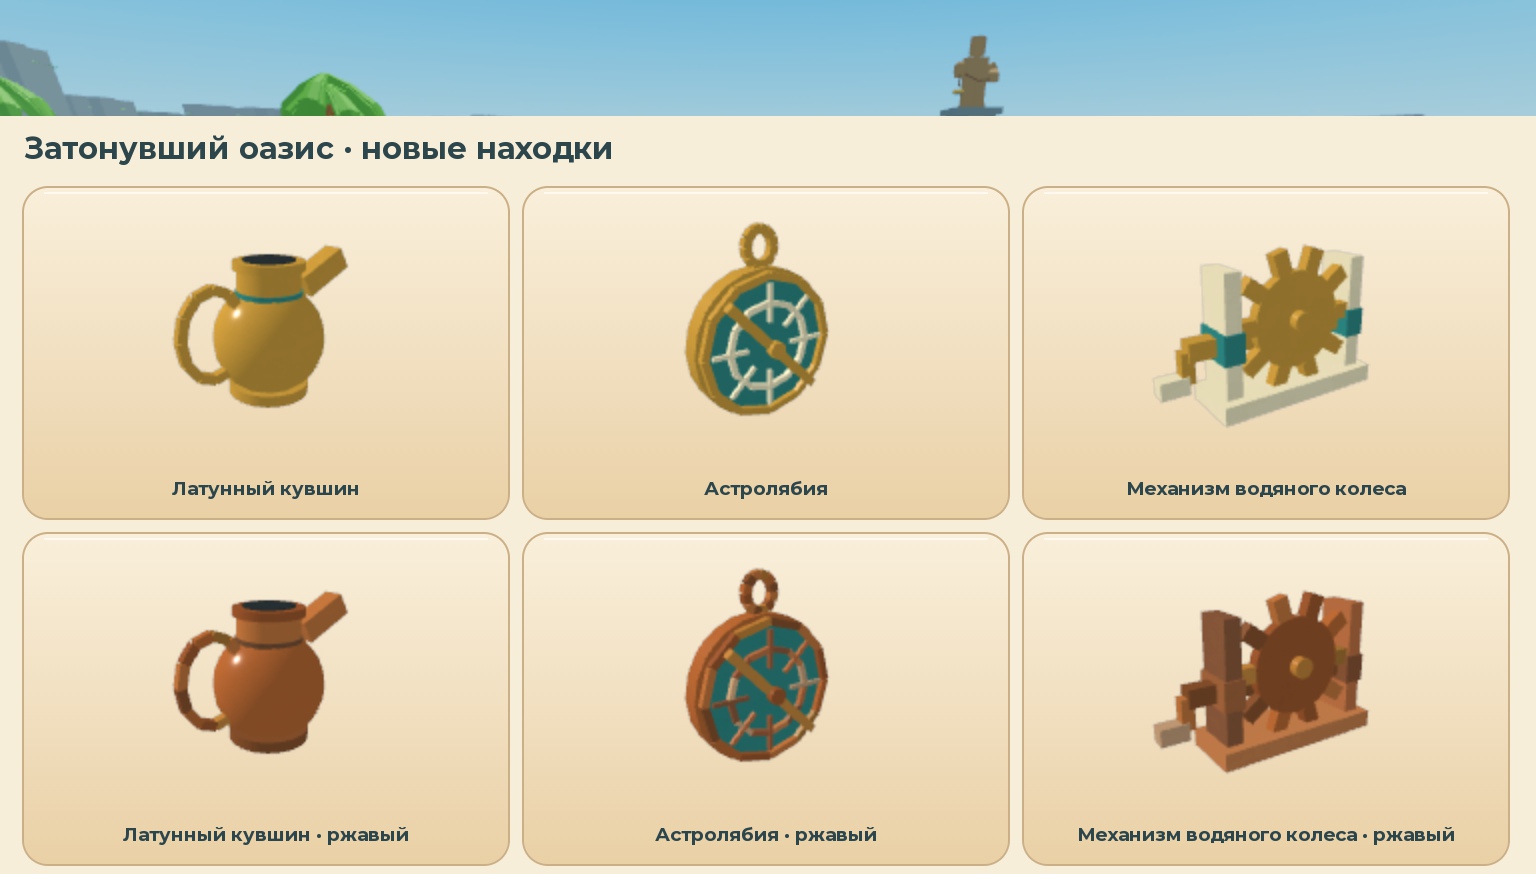 Затонувший оазис · новые находки
Латунный кувшин
Астролябия
Механизм водяного колеса
Латунный кувшин · ржавый
Астролябия · ржавый
Механизм водяного колеса · ржавый